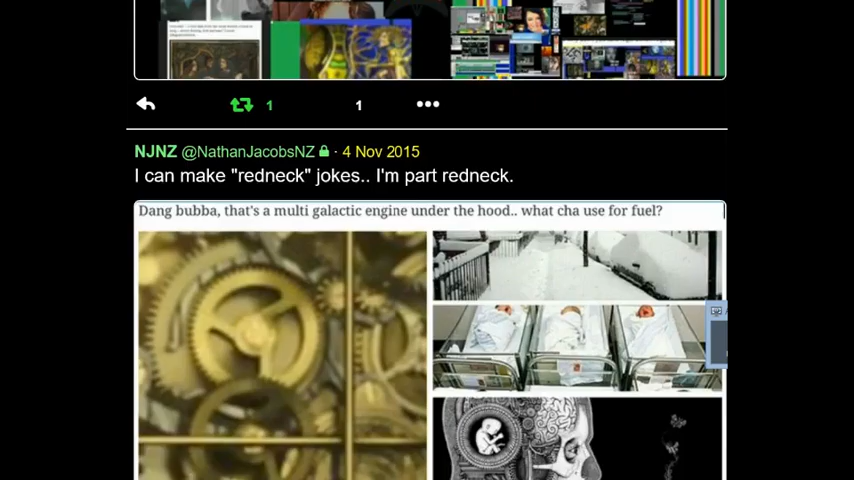 1 1
NJNZ @NathanJacobsNZ · 4 Nov 2015
I can make "redneck" jokes.. I'm part redneck.
Dang bubba, that's a multi galactic engine under the hood.. what cha use for fuel?